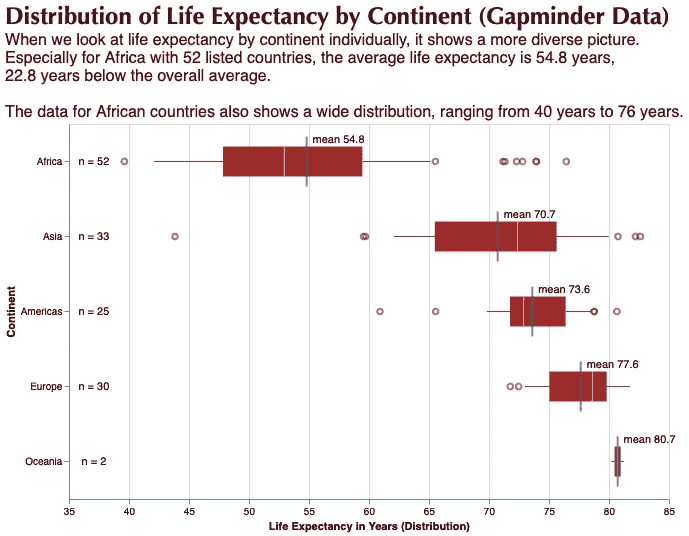 Distribution of Life Expectancy by Continent (Gapminder Data)
When we look at life expectancy by continent individually, it shows a more diverse picture.
Especially for Africa with 52 listed countries, the average life expectancy is 54.8 years,
22.8 years below the overall average.
The data for African countries also shows a wide distribution, ranging from 40 years to 76 years.
mean 54.8
Africa n = 52
mean 70.7
Asia n = 33
mean 73.6
Americas n = 25
mean 77.6
Europe n = 30
mean 80.7
Oceania n = 2
Continent
35 40 45 50 55 60 65 70 75 80 85
Life Expectancy in Years (Distribution)